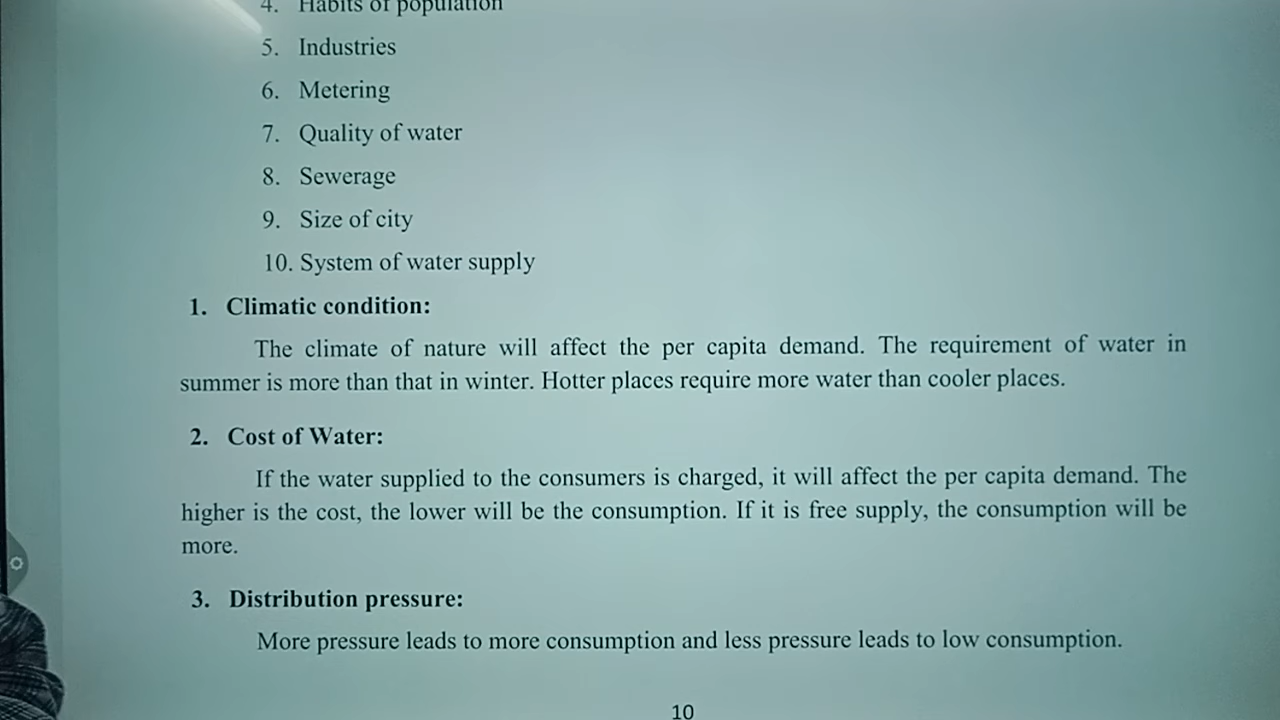 4. Habits of population
5. Industries
6. Metering
7. Quality of water
8. Sewerage
9. Size of city
10. System of water supply
1. Climatic condition:
The climate of nature will affect the per capita demand. The requirement of water in
summer is more than that in winter. Hotter places require more water than cooler places.
2. Cost of Water:
If the water supplied to the consumers is charged, it will affect the per capita demand. The
higher is the cost, the lower will be the consumption. If it is free supply, the consumption will be
more.
3. Distribution pressure:
More pressure leads to more consumption and less pressure leads to low consumption.
10